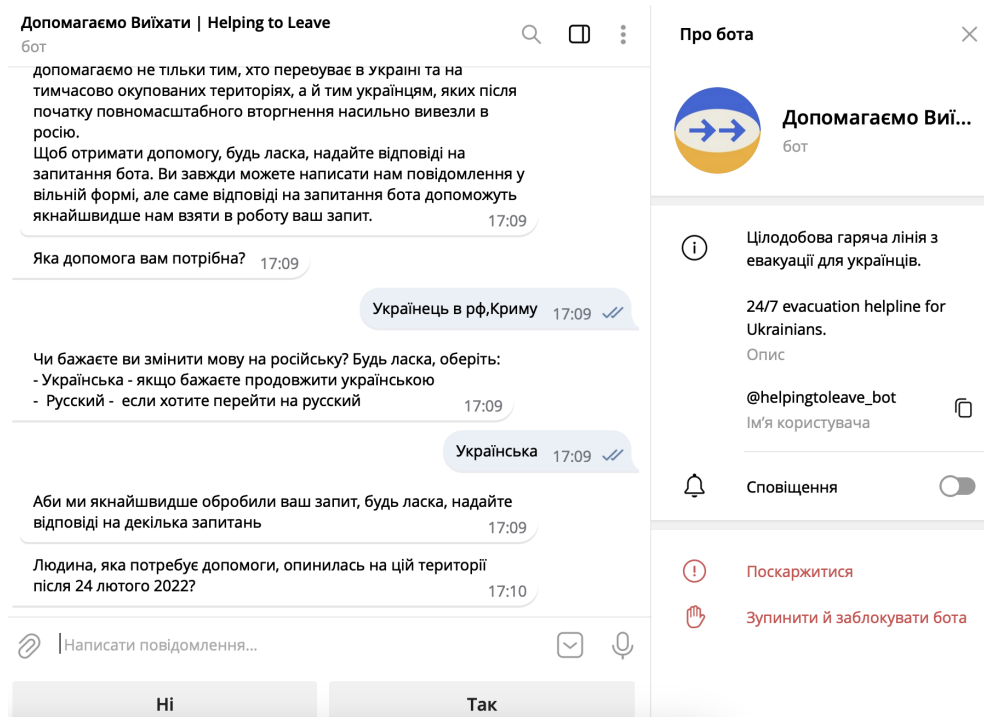 Допомагаємо Виїхати | Helping to Leave
бот
допомагаємо не тільки тим, хто перебуває в Україні та на
тимчасово окупованих територіях, а й тим українцям, яких після
початку повномасштабного вторгнення насильно вивезли в
росію.
Щоб отримати допомогу, будь ласка, надайте відповіді на
запитання бота. Ви завжди можете написати нам повідомлення у
вільній формі, але саме відповіді на запитання бота допоможуть
якнайшвидше нам взяти в роботу ваш запит.
17:09
Яка допомога вам потрібна?
17:09
Українець в рф,Криму
17:09
Чи бажаєте ви змінити мову на російську? Будь ласка, оберіть:
- Українська - якщо бажаєте продовжити українською
- Русский - если хотите перейти на русский
17:09
Українська
17:09
Аби ми якнайшвидше обробили ваш запит, будь ласка, надайте
відповіді на декілька запитань
17:09
Людина, яка потребує допомоги, опинилась на цій території
після 24 лютого 2022?
17:10
Написати повідомлення...
Ні
Так
Про бота
Допомагаємо Виї...
бот
Цілодобова гаряча лінія з
евакуації для українців.
24/7 evacuation helpline for
Ukrainians.
Опис
@helpingtoleave_bot
Ім'я користувача
Сповіщення
Поскаржитися
Зупинити й заблокувати бота